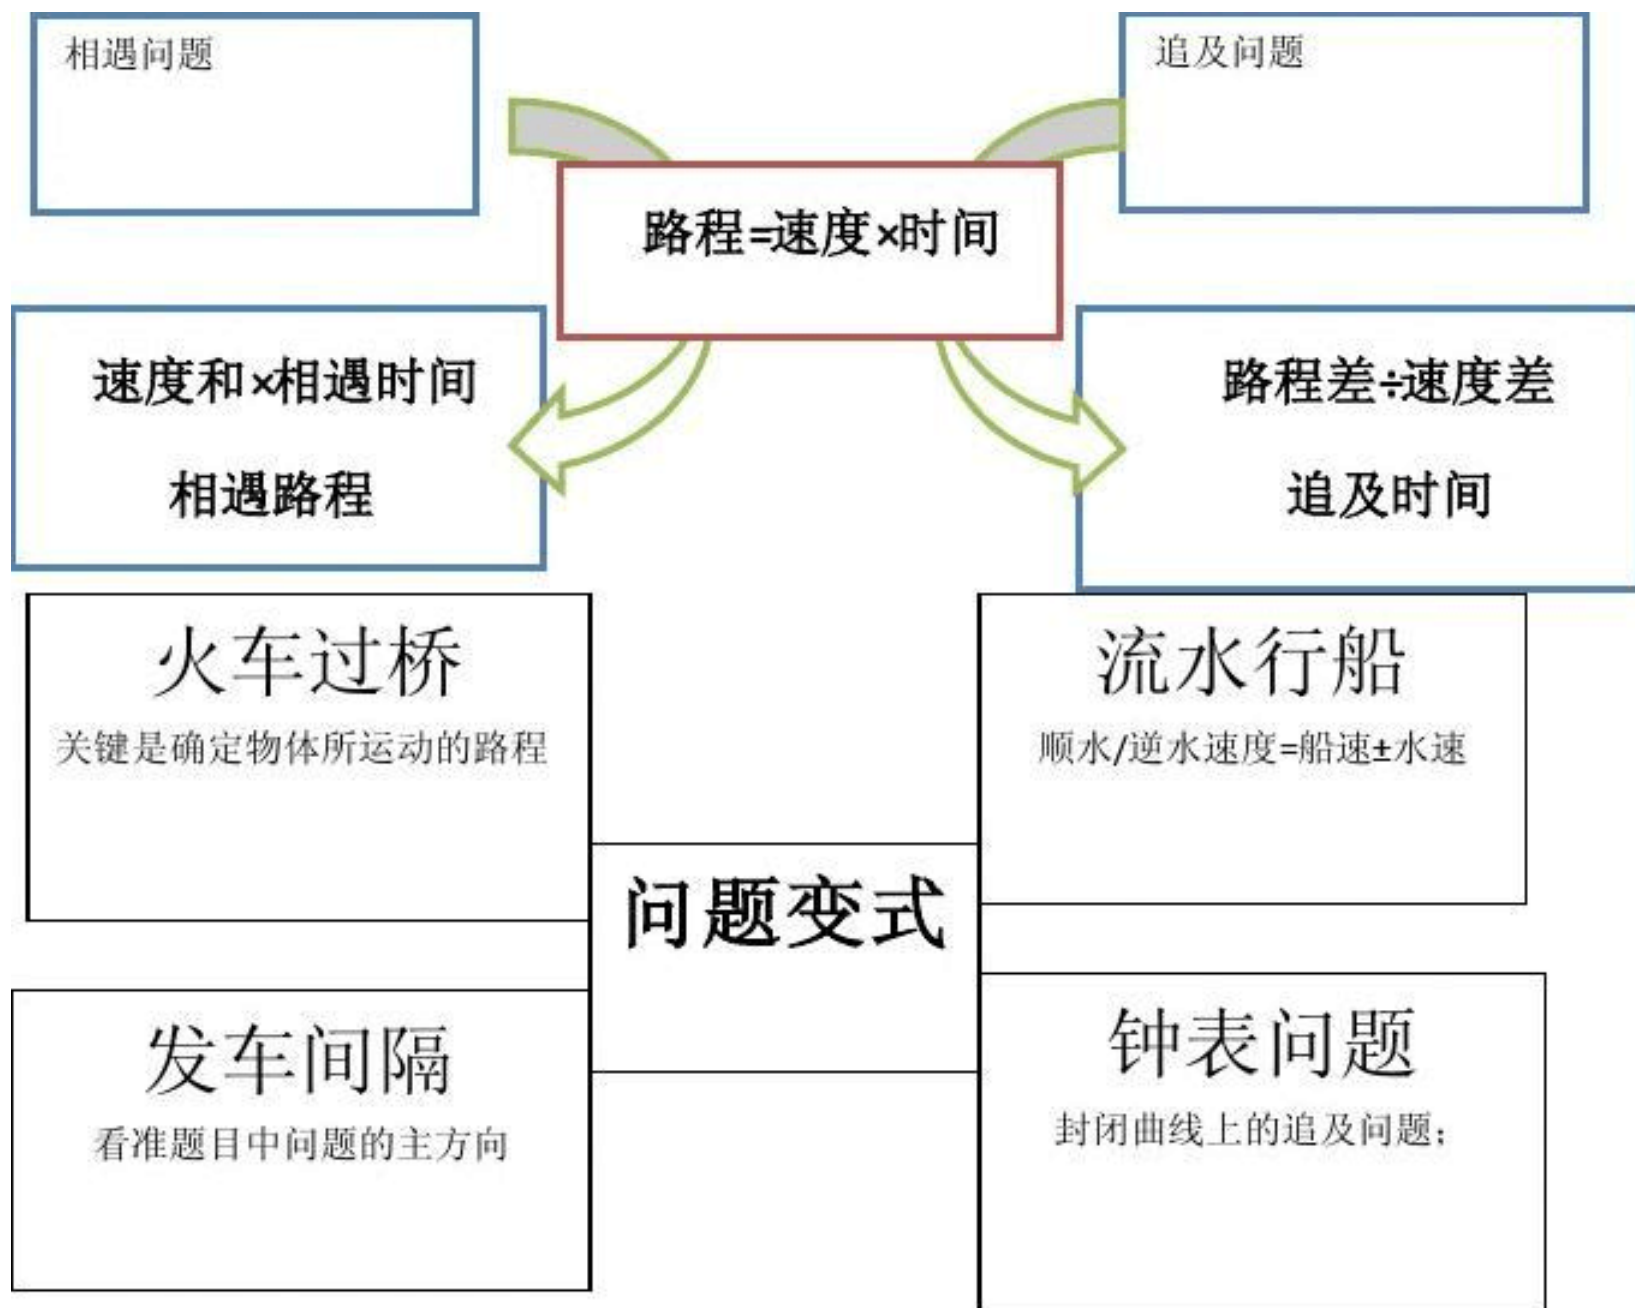 相遇问题
追及问题
路程=速度×时间
速度和×相遇时间
相遇路程
路程差÷速度差
追及时间
火车过桥
关键是确定物体所运动的路程
流水行船
顺水/逆水速度=船速±水速
问题变式
发车间隔
看准题目中问题的主方向
钟表问题
封闭曲线上的追及问题；